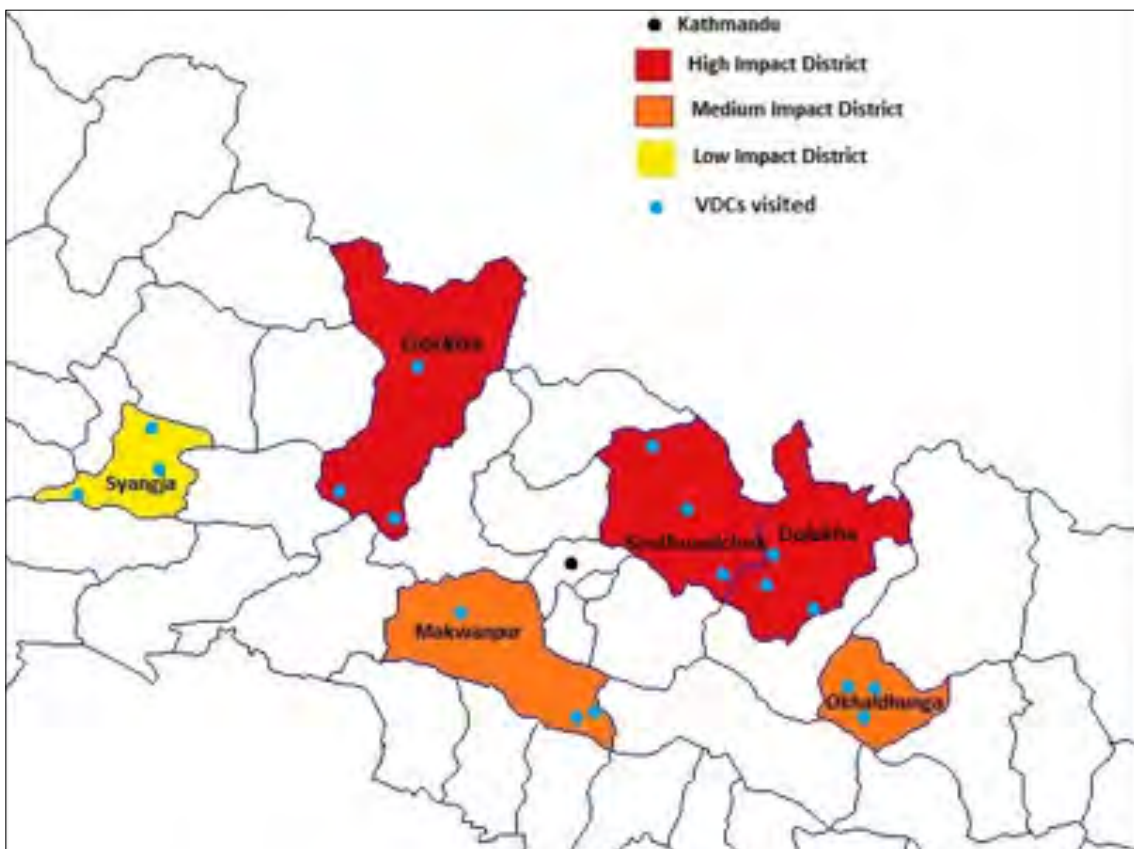 Kathmandu
High Impact District
Medium Impact District
Low Impact District
VDCs visited
Gorkha
Syangja
Sindhupalchok
Dolakha
Makwanpur
Okhaldhunga